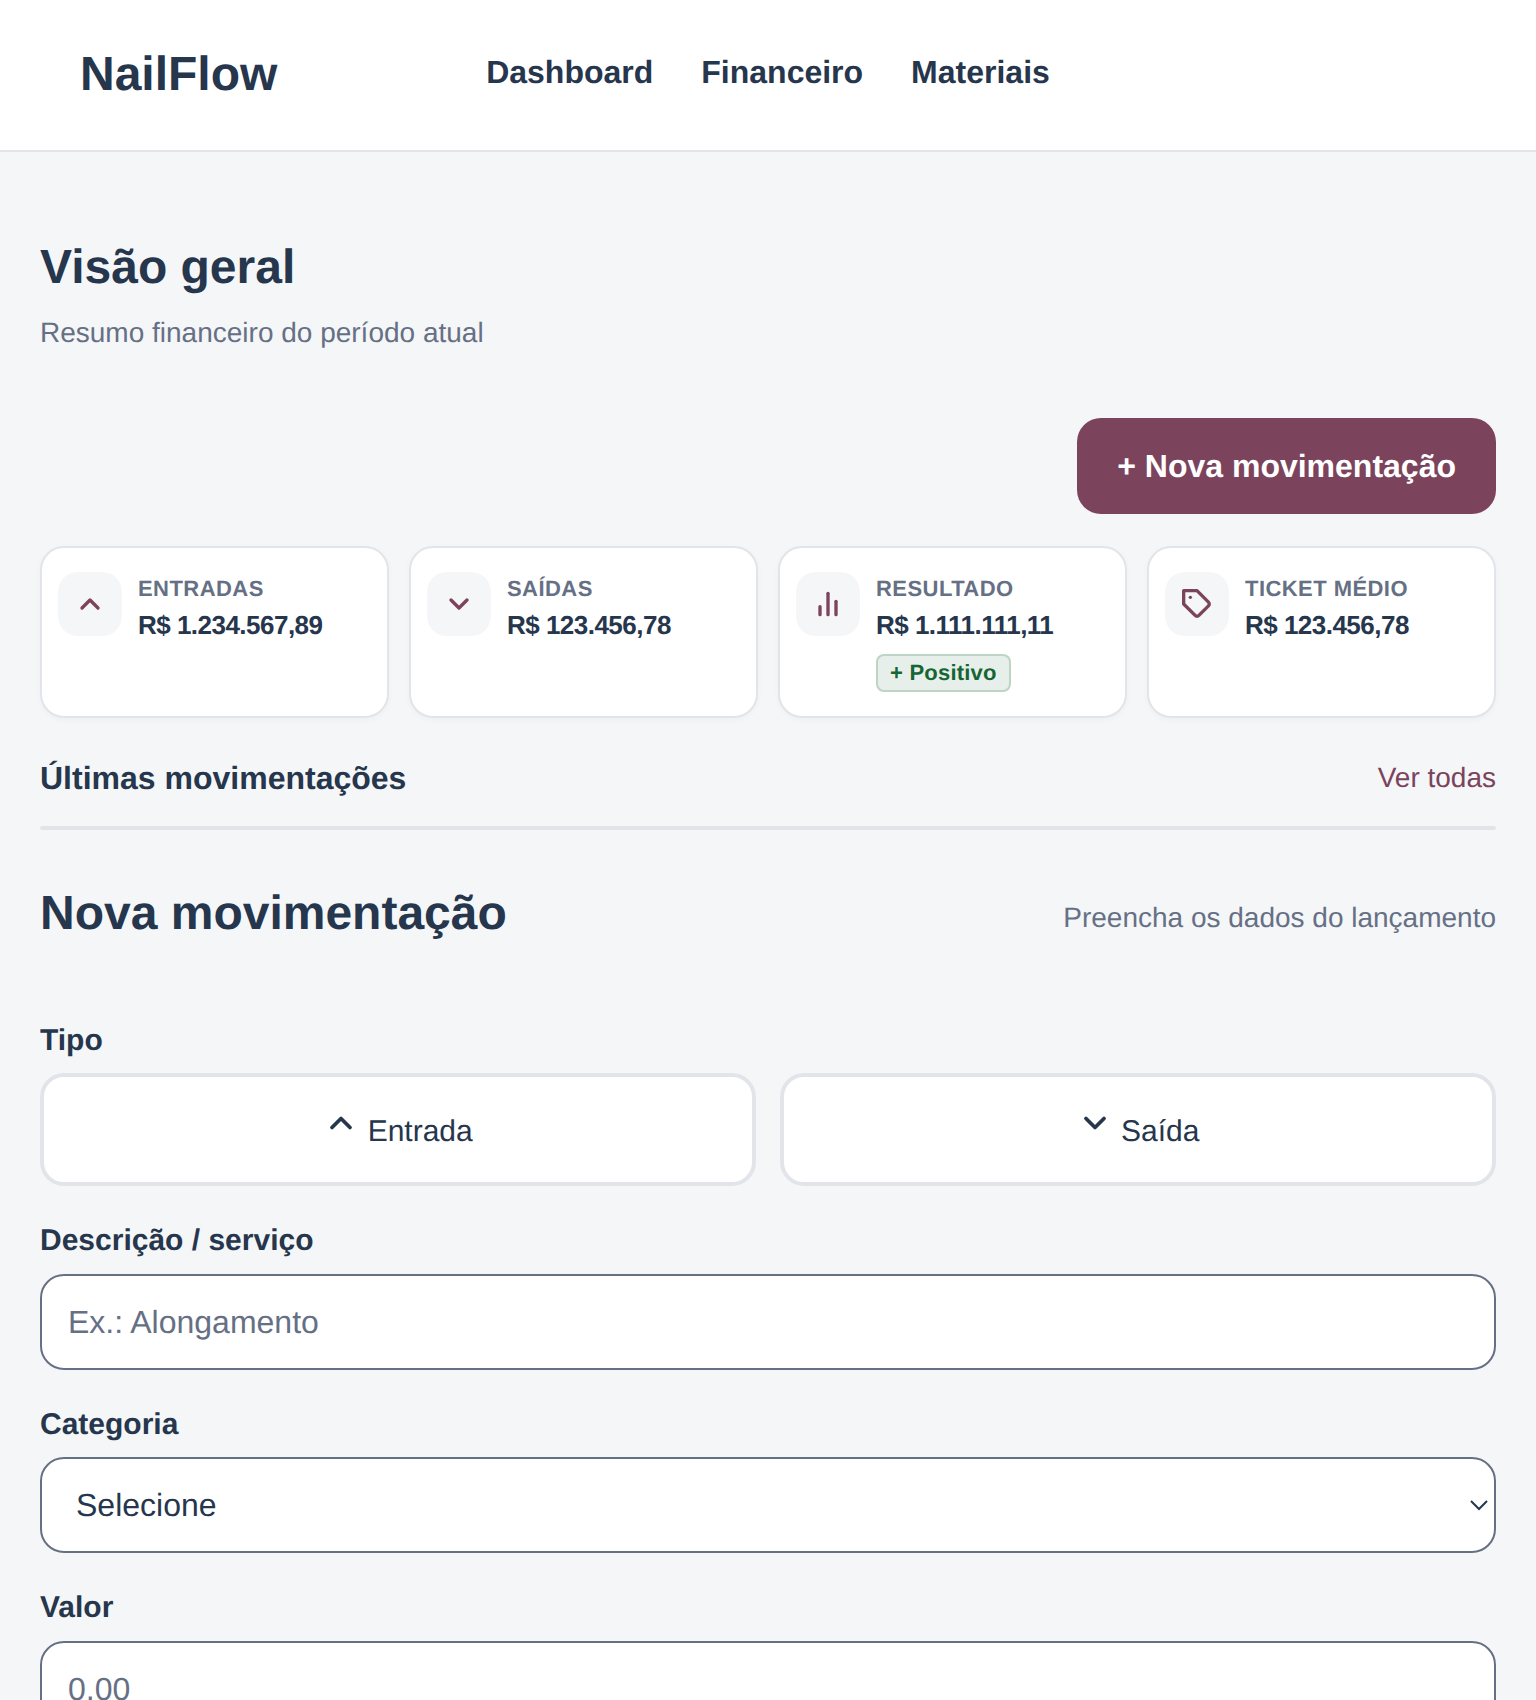 NailFlow
Dashboard Financeiro Materiais
Visão geral
Resumo financeiro do período atual
+ Nova movimentação
ENTRADAS
R$ 1.234.567,89
SAÍDAS
R$ 123.456,78
RESULTADO
R$ 1.111.111,11
+ Positivo
TICKET MÉDIO
R$ 123.456,78
Últimas movimentações
Ver todas
Nova movimentação
Preencha os dados do lançamento
Tipo
Entrada
Saída
Descrição / serviço
Ex.: Alongamento
Categoria
Selecione
Valor
0,00